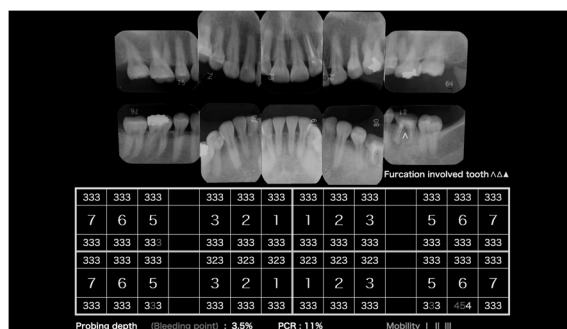 Furcation involved tooth ΛΔ▲
333 333 333 333 333 333 333 333 333 333 333 333
7 6 5 3 2 1 1 2 3 5 6 7
333 333 333 333 333 333 333 333 333 333 333 333
333 333 333 323 323 323 323 323 323 333 333 333
7 6 5 3 2 1 1 2 3 5 6 7
333 333 333 333 333 333 333 333 333 333 454 333
Probing depth (Bleeding point) : 3.5% PCR : 11% Mobility I II III